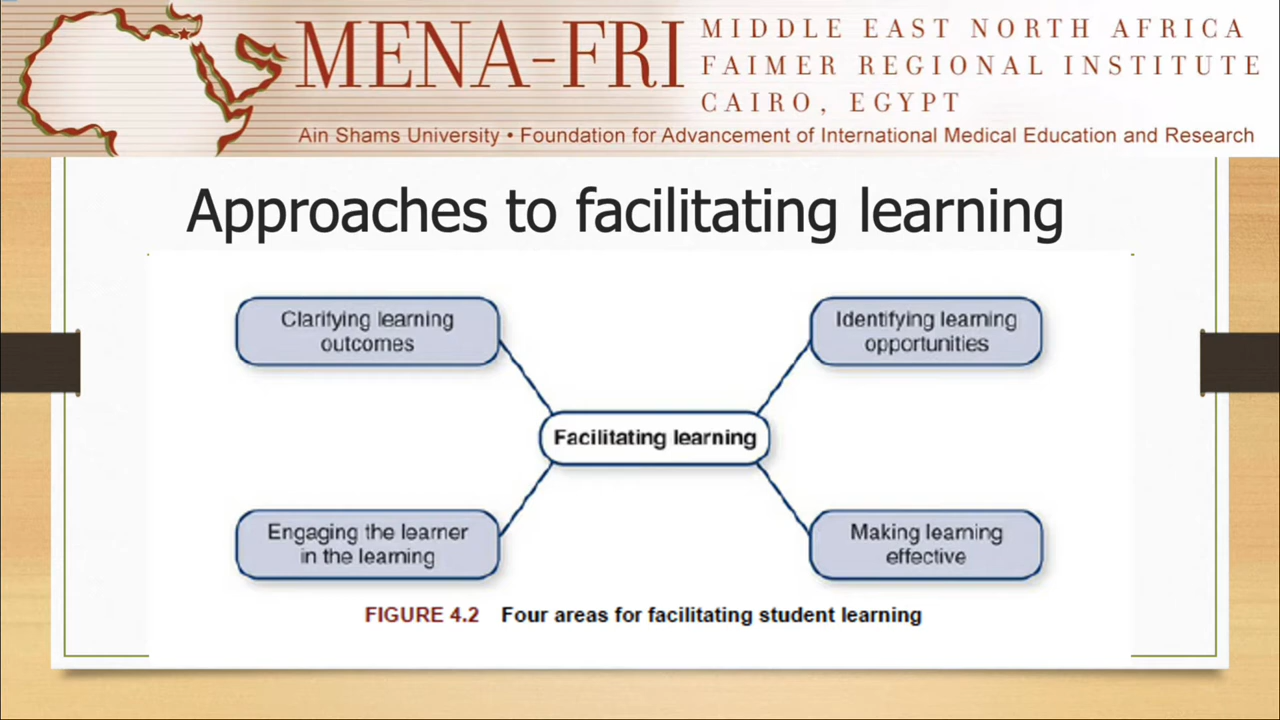 MENA-FRI
MIDDLE EAST NORTH AFRICA
FAIMER REGIONAL INSTITUTE
CAIRO, EGYPT
Ain Shams University • Foundation for Advancement of International Medical Education and Research
Approaches to facilitating learning
Clarifying learning
outcomes
Identifying learning
opportunities
Facilitating learning
Engaging the learner
in the learning
Making learning
effective
FIGURE 4.2 Four areas for facilitating student learning